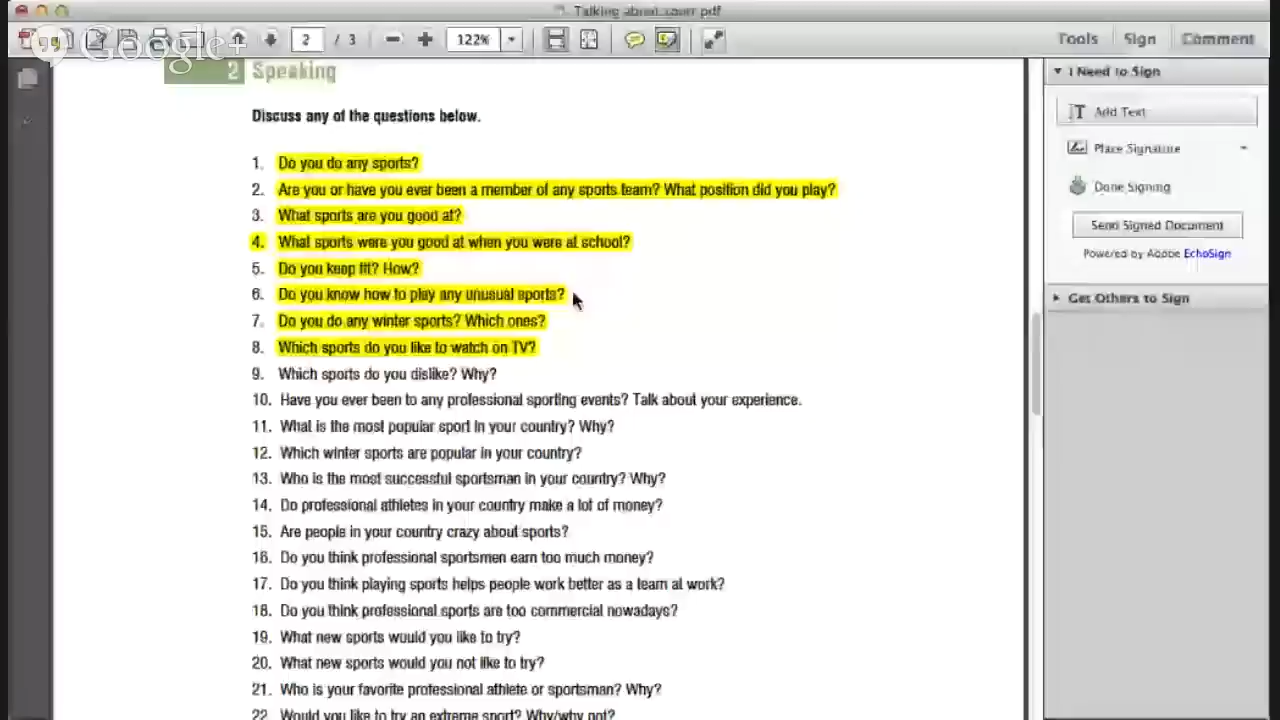 Talking about sport.pdf
Google+
2 / 3
122%
Tools Sign Comment
2 Speaking
Discuss any of the questions below.
1. Do you do any sports?
2. Are you or have you ever been a member of any sports team? What position did you play?
3. What sports are you good at?
4. What sports were you good at when you were at school?
5. Do you keep fit? How?
6. Do you know how to play any unusual sports?
7. Do you do any winter sports? Which ones?
8. Which sports do you like to watch on TV?
9. Which sports do you dislike? Why?
10. Have you ever been to any professional sporting events? Talk about your experience.
11. What is the most popular sport in your country? Why?
12. Which winter sports are popular in your country?
13. Who is the most successful sportsman in your country? Why?
14. Do professional athletes in your country make a lot of money?
15. Are people in your country crazy about sports?
16. Do you think professional sportsmen earn too much money?
17. Do you think playing sports helps people work better as a team at work?
18. Do you think professional sports are too commercial nowadays?
19. What new sports would you like to try?
20. What new sports would you not like to try?
21. Who is your favorite professional athlete or sportsman? Why?
22. Would you like to try an extreme sport? Why/why not?
I Need to Sign
Add Text
Place Signature
Done Signing
Send Signed Document
Powered by Adobe EchoSign
Get Others to Sign